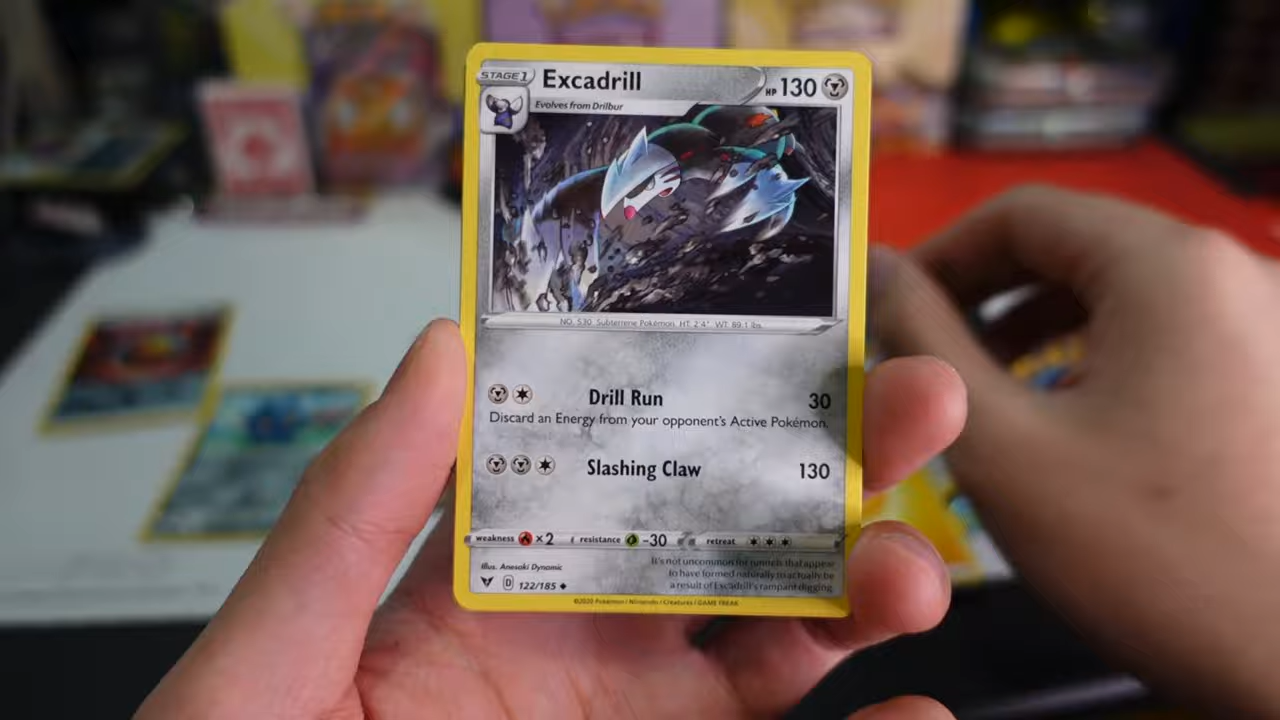 STAGE 1
Excadrill
HP 130
Evolves from Drilbur
NO. 530 Subterrene Pokémon HT: 2'4" WT: 89.1 lbs.
Drill Run 30
Discard an Energy from your opponent's Active Pokémon.
Slashing Claw 130
weakness ×2 resistance -30 retreat
Illus. Anesaki Dynamic
It's not uncommon for tunnels that appear
to have formed naturally to actually be
a result of Excadrill's rampant digging.
D 122/185
©2020 Pokémon / Nintendo / Creatures / GAME FREAK